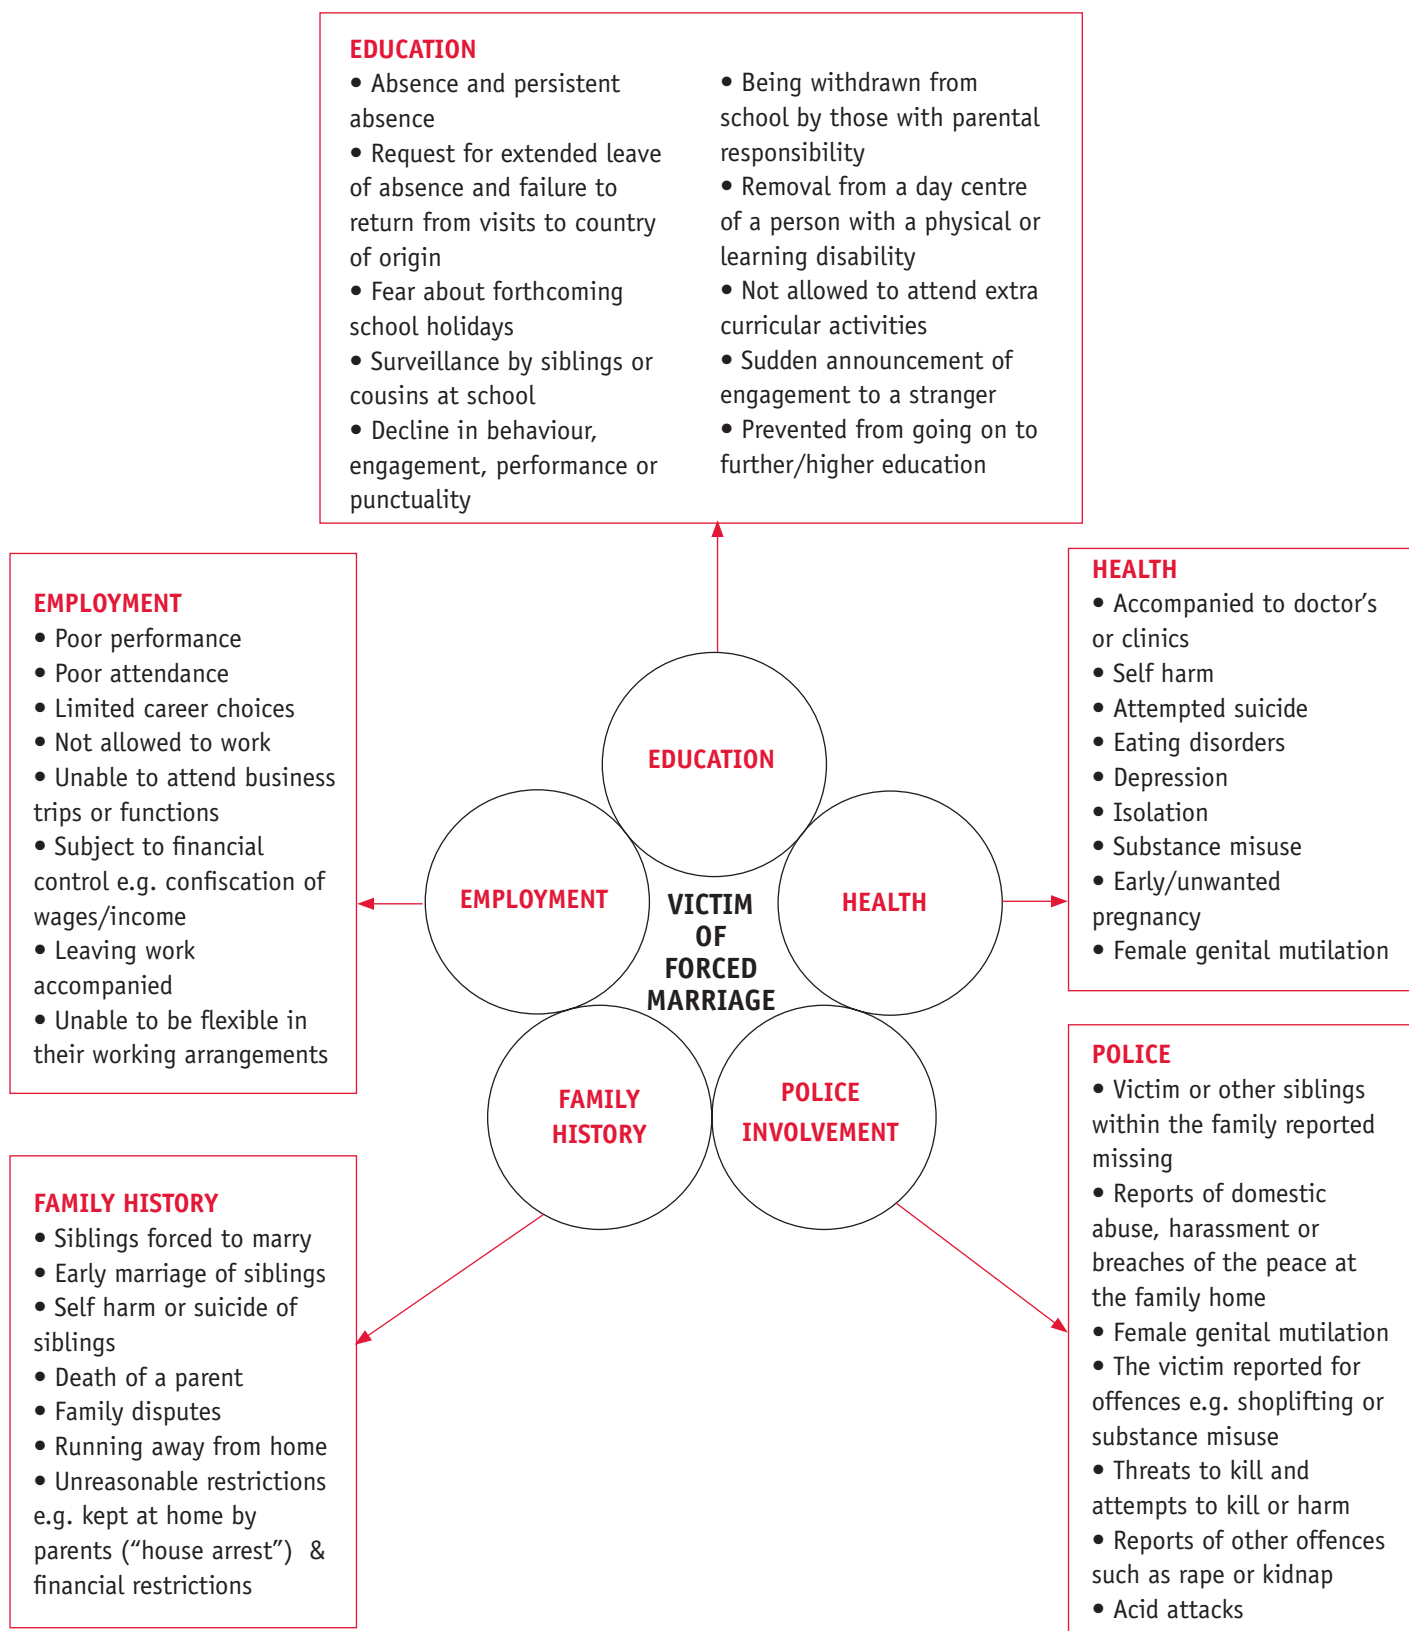 EDUCATION
• Absence and persistent
absence
• Request for extended leave
of absence and failure to
return from visits to country
of origin
• Fear about forthcoming
school holidays
• Surveillance by siblings or
cousins at school
• Decline in behaviour,
engagement, performance or
punctuality
• Being withdrawn from
school by those with parental
responsibility
• Removal from a day centre
of a person with a physical or
learning disability
• Not allowed to attend extra
curricular activities
• Sudden announcement of
engagement to a stranger
• Prevented from going on to
further/higher education
EMPLOYMENT
• Poor performance
• Poor attendance
• Limited career choices
• Not allowed to work
• Unable to attend business
trips or functions
• Subject to financial
control e.g. confiscation of
wages/income
• Leaving work
accompanied
• Unable to be flexible in
their working arrangements
EDUCATION
EMPLOYMENT
HEALTH
VICTIM
OF
FORCED
MARRIAGE
FAMILY
HISTORY
POLICE
INVOLVEMENT
HEALTH
• Accompanied to doctor’s
or clinics
• Self harm
• Attempted suicide
• Eating disorders
• Depression
• Isolation
• Substance misuse
• Early/unwanted
pregnancy
• Female genital mutilation
FAMILY HISTORY
• Siblings forced to marry
• Early marriage of siblings
• Self harm or suicide of
siblings
• Death of a parent
• Family disputes
• Running away from home
• Unreasonable restrictions
e.g. kept at home by
parents (“house arrest”) &
financial restrictions
POLICE
• Victim or other siblings
within the family reported
missing
• Reports of domestic
abuse, harassment or
breaches of the peace at
the family home
• Female genital mutilation
• The victim reported for
offences e.g. shoplifting or
substance misuse
• Threats to kill and
attempts to kill or harm
• Reports of other offences
such as rape or kidnap
• Acid attacks